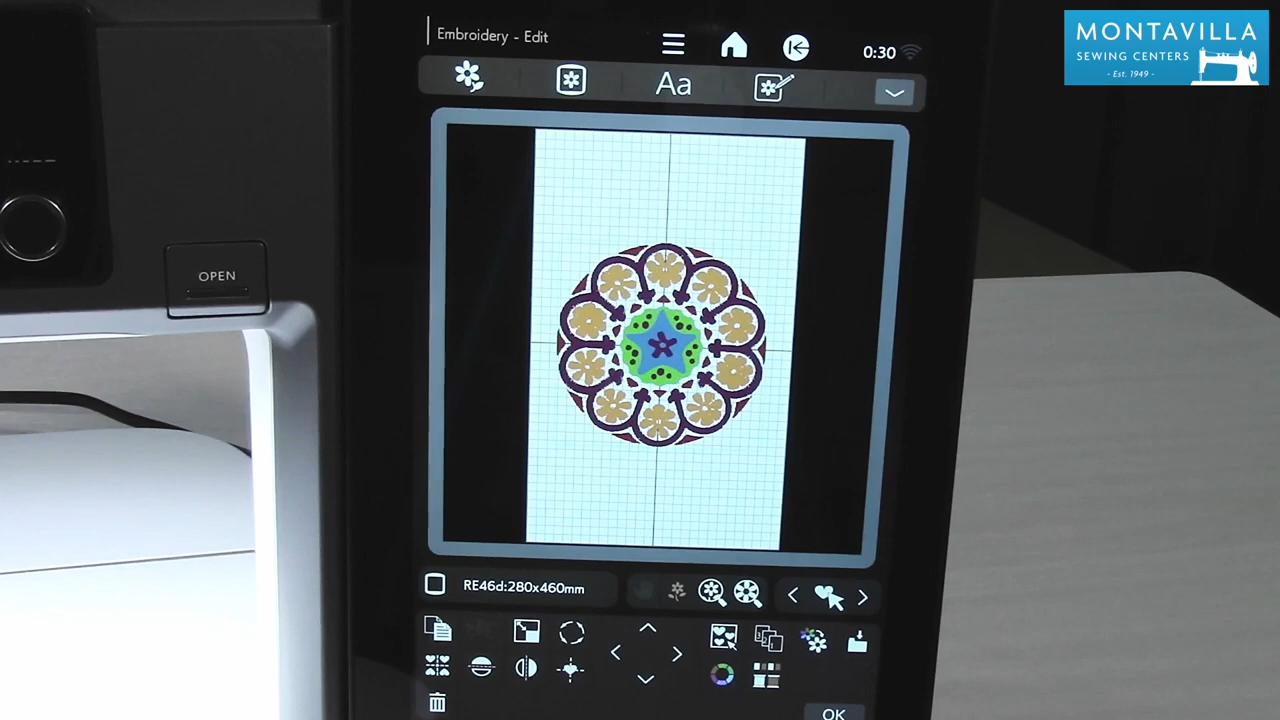 Embroidery - Edit
0:30
MONTAVILLA
SEWING CENTERS
- Est. 1949 -
Aa
OPEN
RE46d:280x460mm
OK